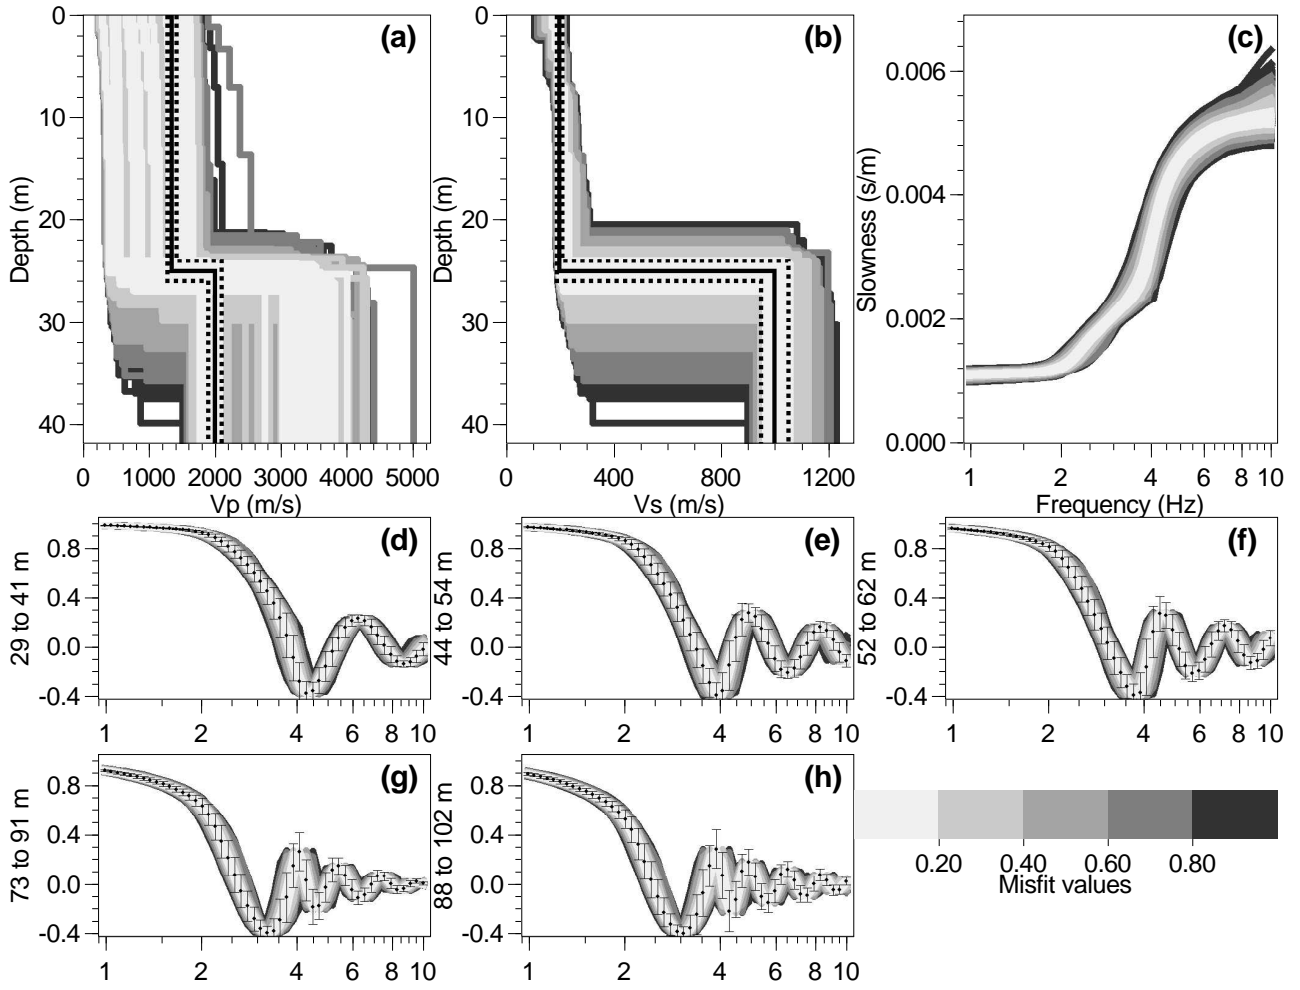 (a)
0
10
20
30
40
Depth (m)
0 1000 2000 3000 4000 5000
Vp (m/s)
(b)
0
10
20
30
40
Depth (m)
0 400 800 1200
Vs (m/s)
(c)
0.006
0.004
0.002
0.000
Slowness (s/m)
1 2 4 6 8 10
Frequency (Hz)
(d)
0.8
0.4
0.0
-0.4
29 to 41 m
1 2 4 6 8 10
(e)
0.8
0.4
0.0
-0.4
44 to 54 m
1 2 4 6 8 10
(f)
0.8
0.4
0.0
-0.4
52 to 62 m
1 2 4 6 8 10
(g)
0.8
0.4
0.0
-0.4
73 to 91 m
1 2 4 6 8 10
(h)
0.8
0.4
0.0
-0.4
88 to 102 m
1 2 4 6 8 10
0.20 0.40 0.60 0.80
Misfit values